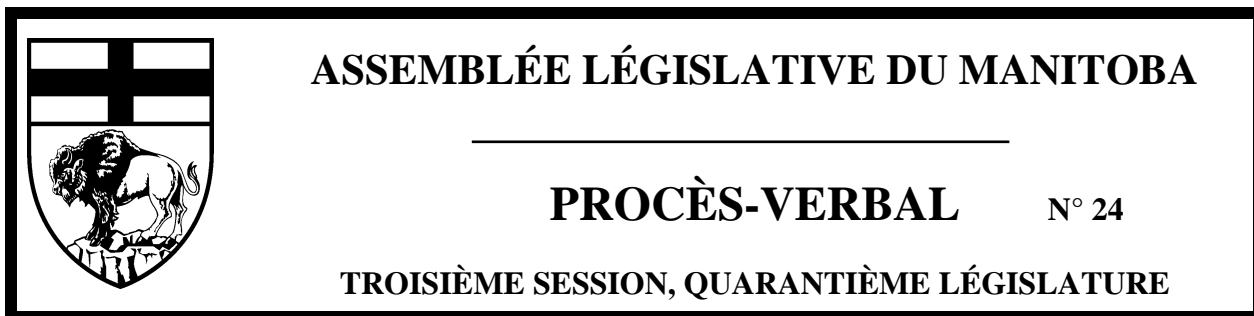 ASSEMBLÉE LÉGISLATIVE DU MANITOBA
PROCÈS-VERBAL N° 24
TROISIÈME SESSION, QUARANTIÈME LÉGISLATURE